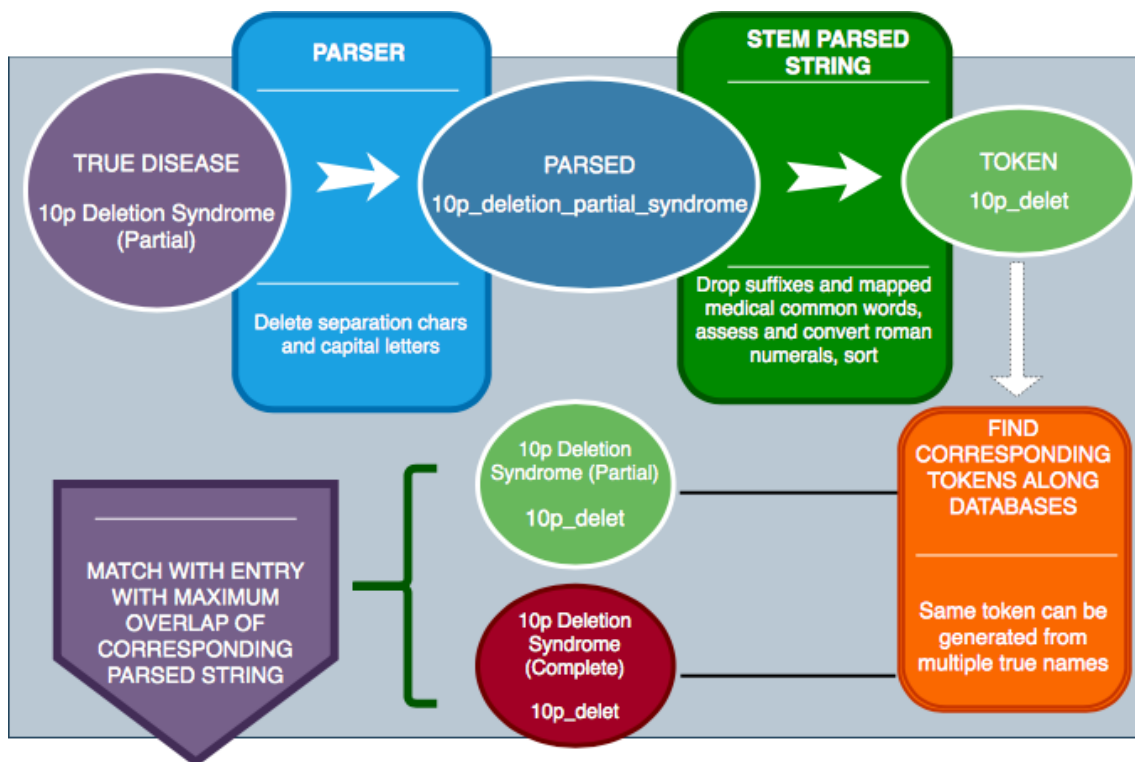 PARSER
STEM PARSED
STRING
TRUE DISEASE
10p Deletion Syndrome
(Partial)
PARSED
10p_deletion_partial_syndrome
TOKEN
10p_delet
Delete separation chars
and capital letters
Drop suffixes and mapped
medical common words,
assess and convert roman
numerals, sort
FIND
CORRESPONDING
TOKENS ALONG
DATABASES
Same token can be
generated from
multiple true names
10p Deletion
Syndrome (Partial)
10p_delet
10p Deletion
Syndrome
(Complete)
10p_delet
MATCH WITH ENTRY
WITH MAXIMUM
OVERLAP OF
CORRESPONDING
PARSED STRING